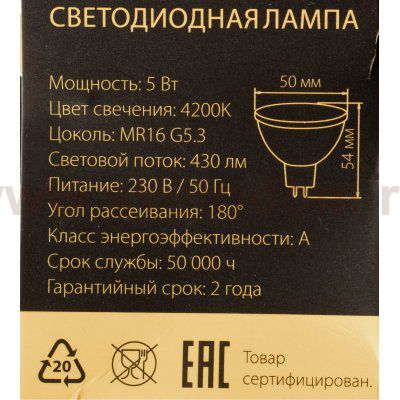 СВЕТОДИОДНАЯ ЛАМПА
Мощность: 5 Вт
Цвет свечения: 4200K
Цоколь: MR16 G5.3
Световой поток: 430 лм
Питание: 230 В / 50 Гц
Угол рассеивания: 180°
Класс энергоэффективности: А
Срок службы: 50 000 ч
Гарантийный срок: 2 года
50 мм
54 мм
20
ЕАС
Товар
сертифицирован.